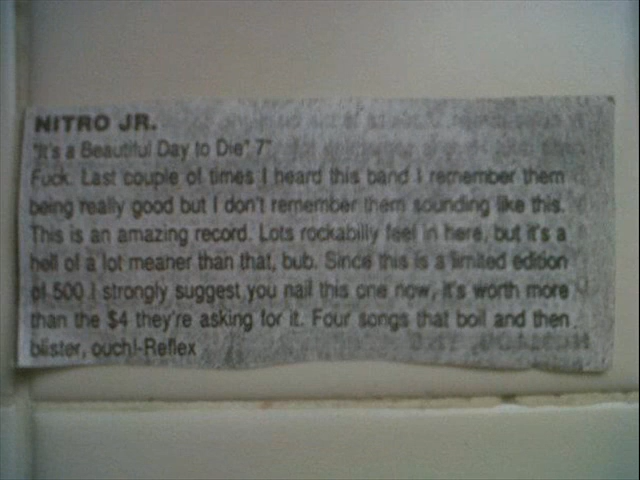 NITRO JR.
"It's a Beautiful Day to Die" 7"
Fuck. Last couple of times I heard this band I remember them
being really good but I don't remember them sounding like this.
This is an amazing record. Lots rockabilly feel in here, but it's a
hell of a lot meaner than that, bub. Since this is a limited edition
of 500 I strongly suggest you nail this one now, it's worth more
than the $4 they're asking for it. Four songs that boil and then
blister, ouch!-Reflex